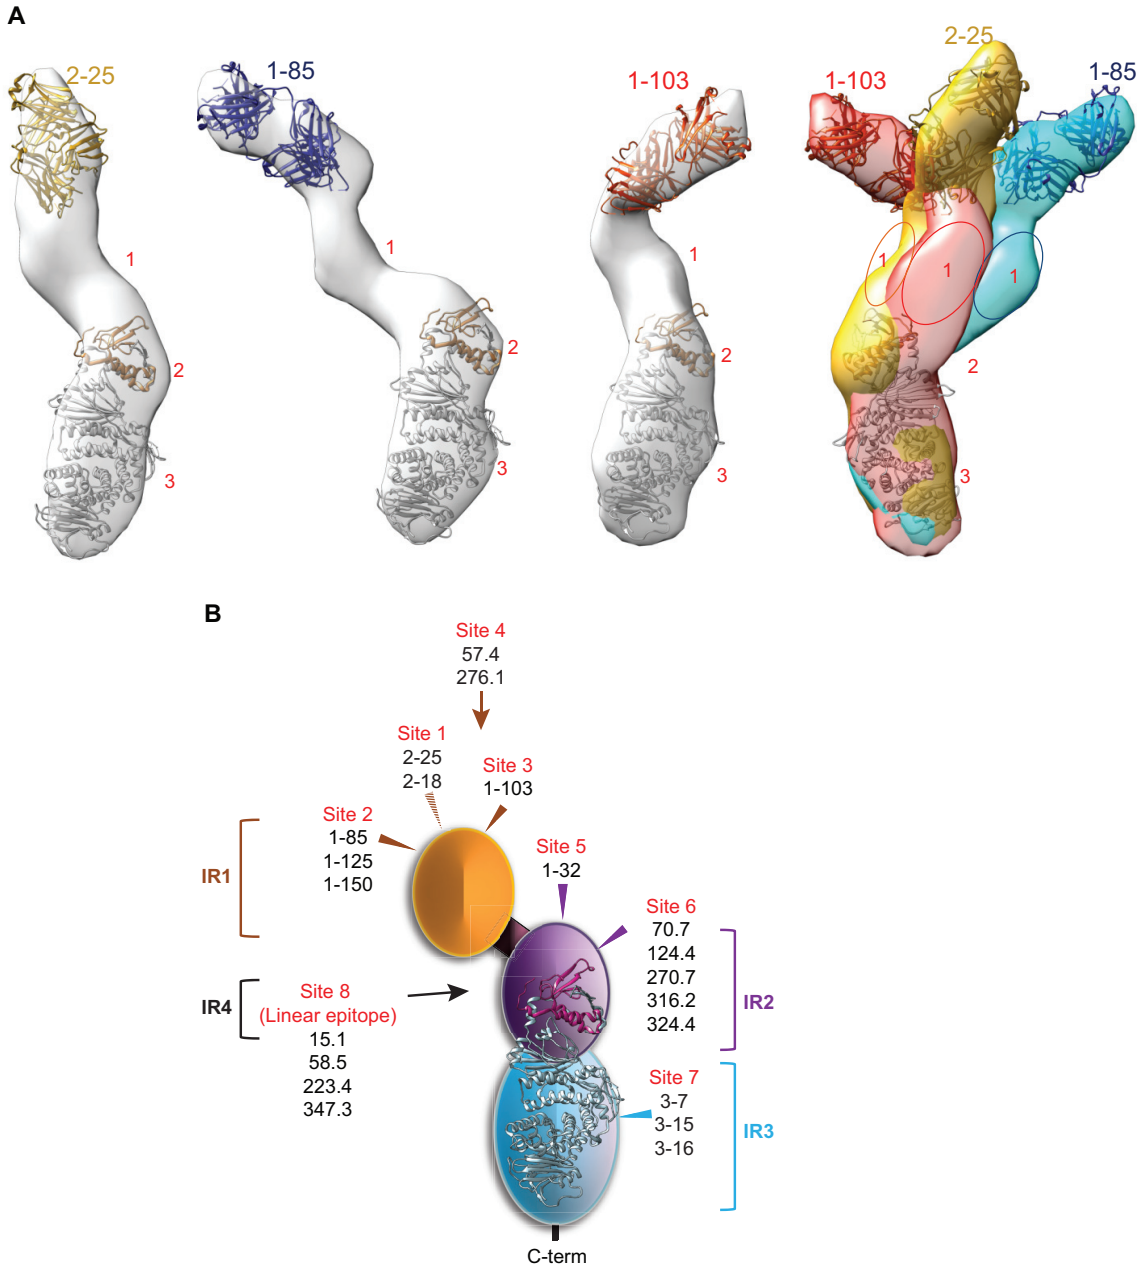 A
2-25
1-85
1-103
1-103
2-25
1-85
1
2
3
1
2
3
1
2
3
1
1
1
2
3
B
Site 4
57.4
276.1
Site 1
2-25
2-18
Site 3
1-103
Site 2
1-85
1-125
1-150
IR1
Site 5
1-32
Site 6
70.7
124.4
270.7
316.2
324.4
IR2
IR4
Site 8
(Linear epitope)
15.1
58.5
223.4
347.3
Site 7
3-7
3-15
3-16
IR3
C-term